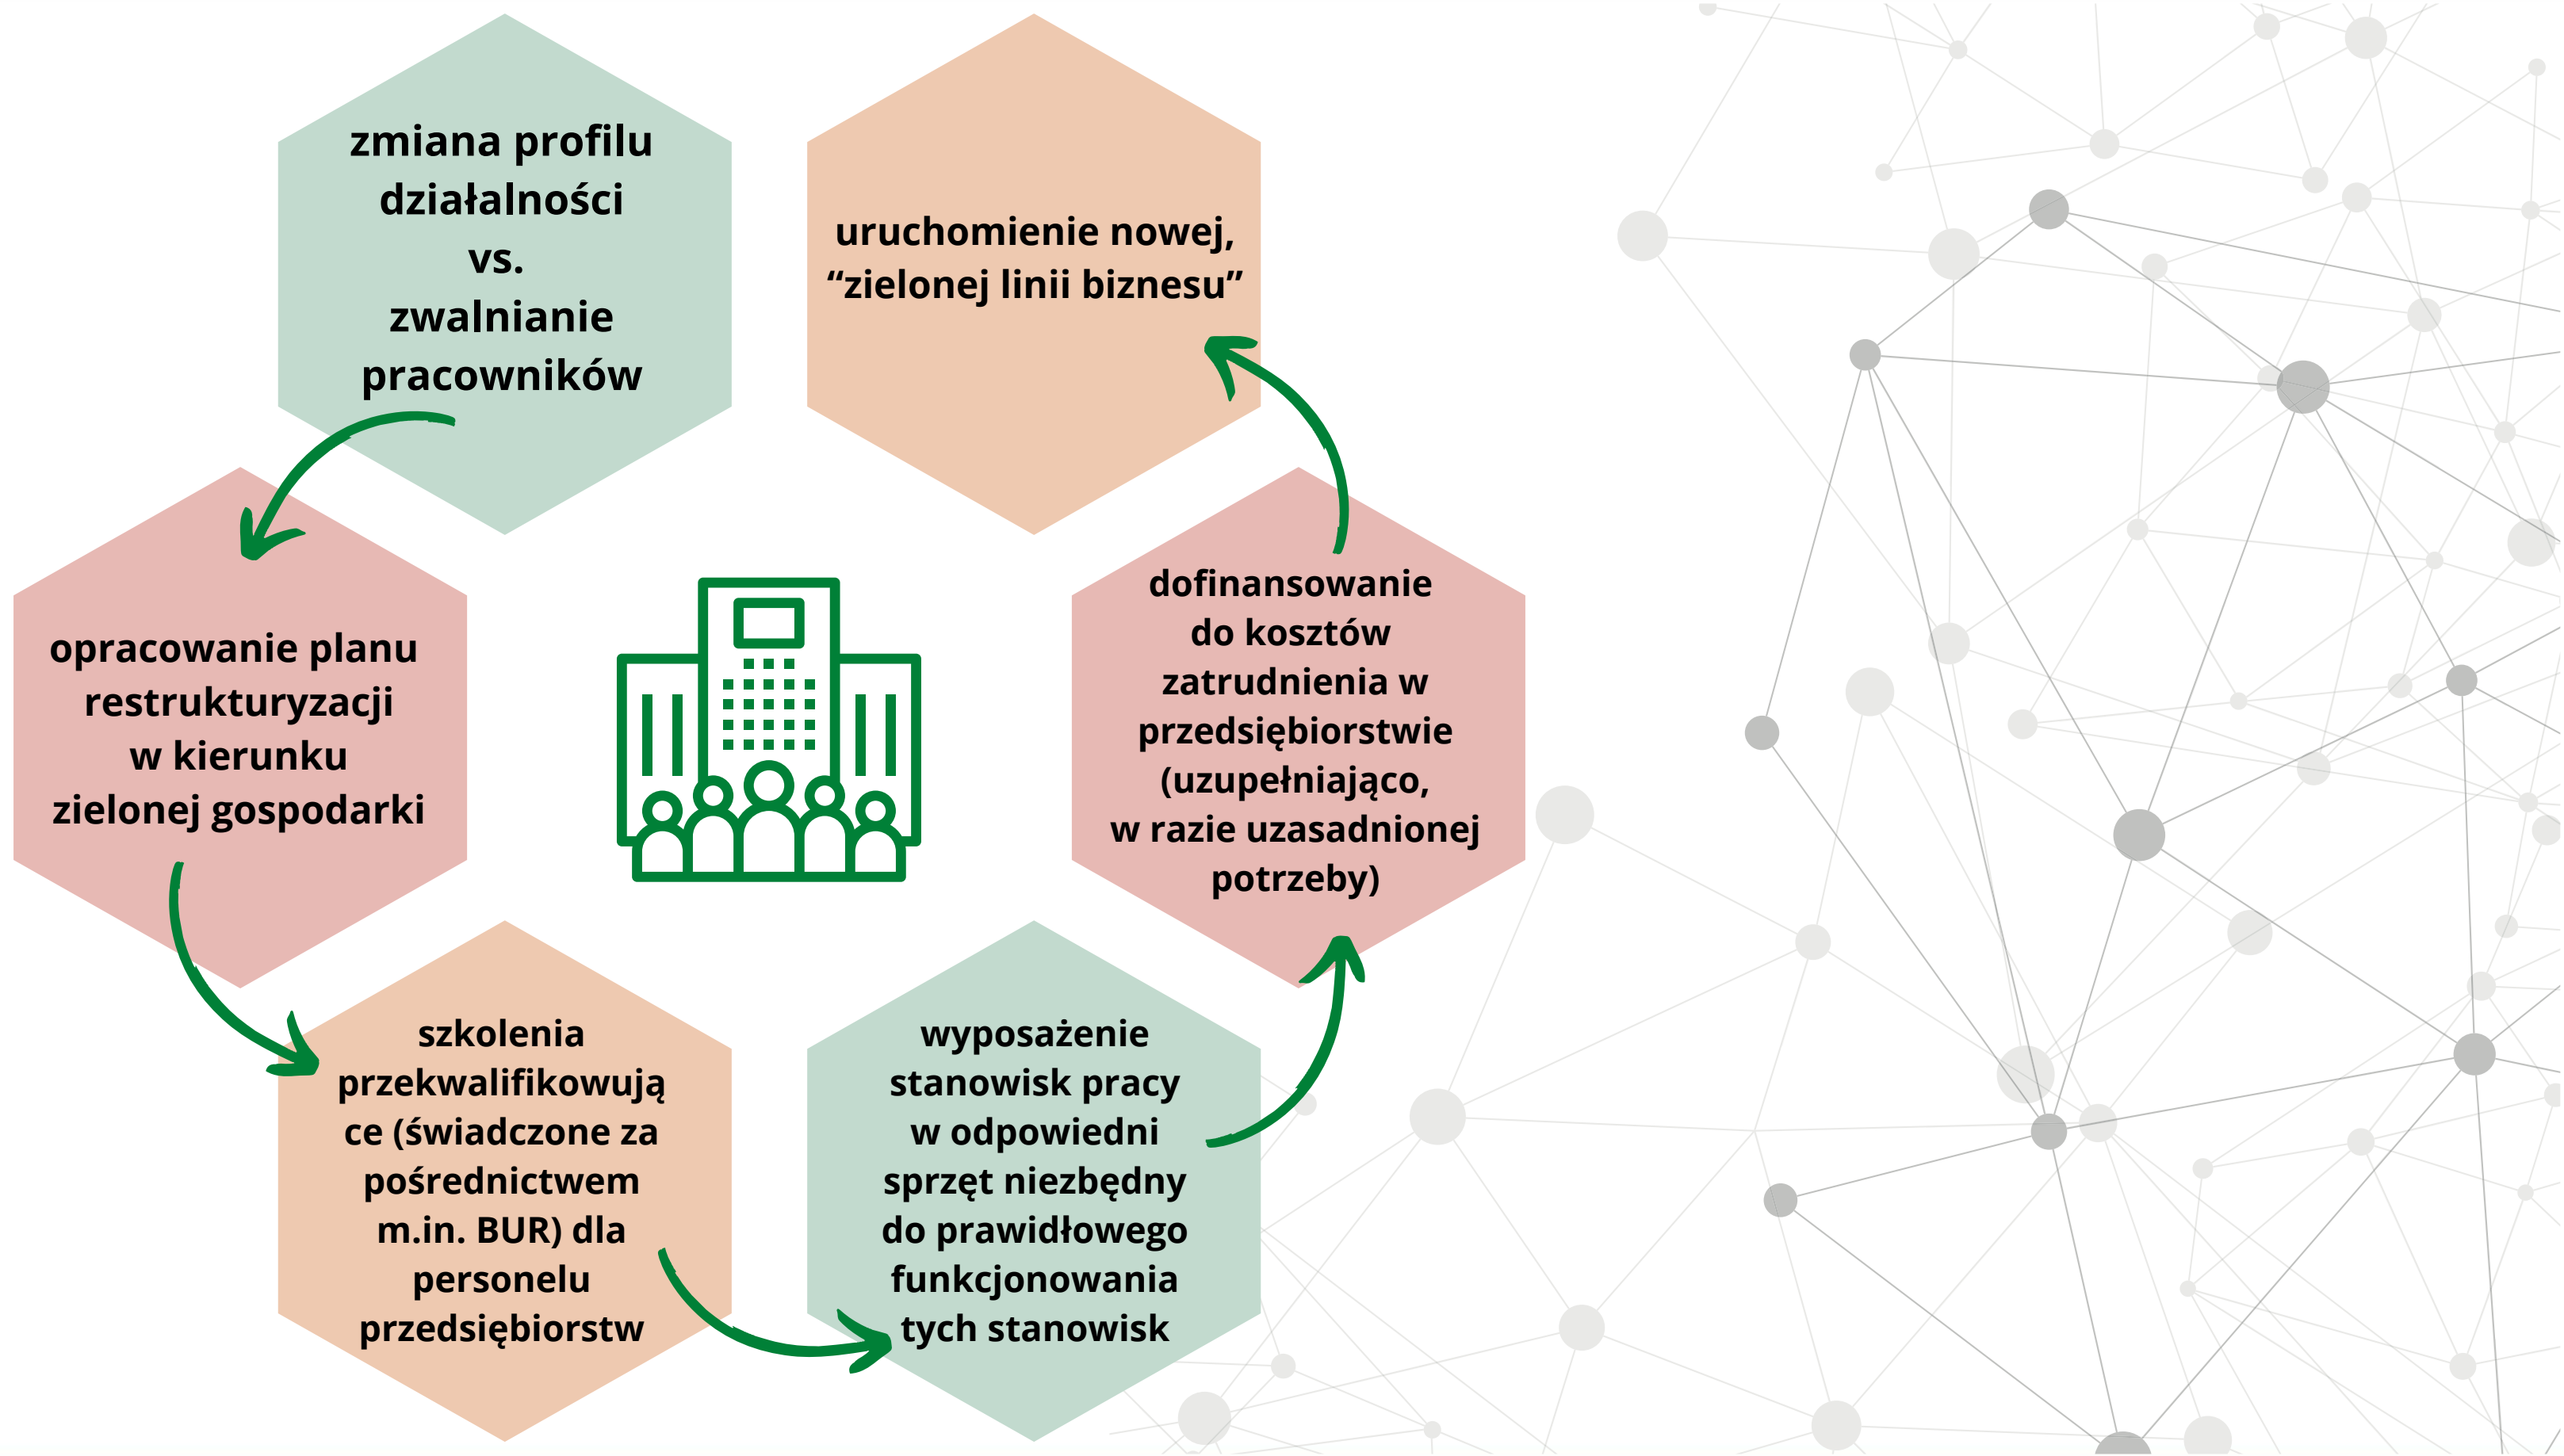 zmiana profilu
działalności
vs.
zwalnianie
pracowników
opracowanie planu
restrukturyzacji
w kierunku
zielonej gospodarki
szkolenia
przekwalifikowują
ce (świadczone za
pośrednictwem
m.in. BUR) dla
personelu
przedsiębiorstw
wyposażenie
stanowisk pracy
w odpowiedni
sprzęt niezbędny
do prawidłowego
funkcjonowania
tych stanowisk
dofinansowanie
do kosztów
zatrudnienia w
przedsiębiorstwie
(uzupełniająco,
w razie uzasadnionej
potrzeby)
uruchomienie nowej,
“zielonej linii biznesu”